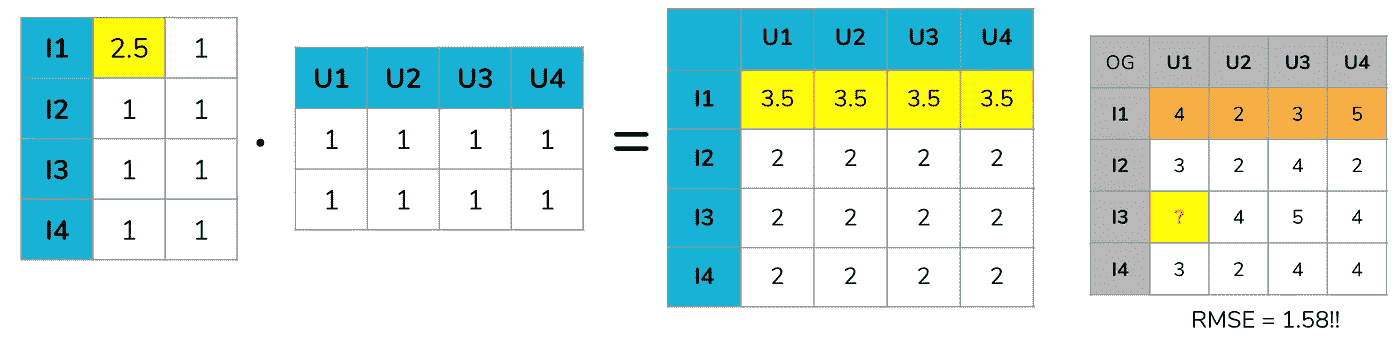 I1 2.5 1
I2 1 1
I3 1 1
I4 1 1
·
U1 U2 U3 U4
1 1 1 1
1 1 1 1
=
U1 U2 U3 U4
I1 3.5 3.5 3.5 3.5
I2 2 2 2 2
I3 2 2 2 2
I4 2 2 2 2
OG U1 U2 U3 U4
I1 4 2 3 5
I2 3 2 4 2
I3 ? 4 5 4
I4 3 2 4 4
RMSE = 1.58!!